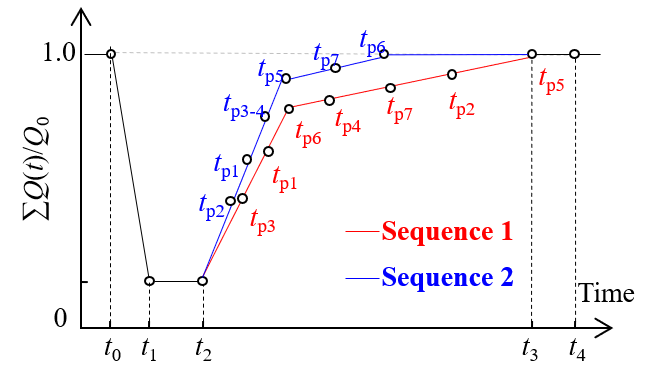 ΣQ(t)/Q₀
1.0
0
t₀
t₁
t₂
t₃
t₄
Time
tp2
tp1
tp3-4
tp5
tp7
tp6
tp3
tp1
tp6
tp4
tp7
tp2
tp5
Sequence 1
Sequence 2